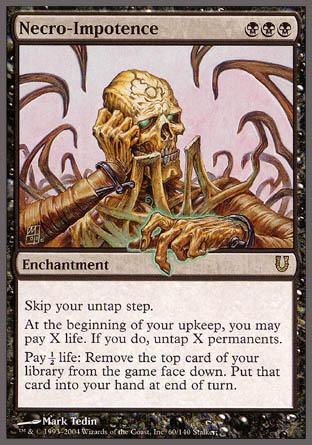 Necro-Impotence
Enchantment
Skip your untap step.
At the beginning of your upkeep, you may
pay X life. If you do, untap X permanents.
Pay ½ life: Remove the top card of your
library from the game face down. Put that
card into your hand at end of turn.
Mark Tedin
™ & © 1993–2004 Wizards of the Coast, Inc. 60/140 Stalker